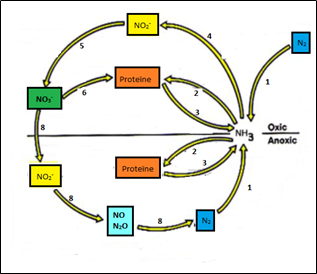 NO₂⁻
N₂
5
4
1
NO₃⁻
6
Proteine
2
3
8
NH₃
Oxic
Anoxic
NO₂⁻
Proteine
2
3
8
NO
N₂O
8
N₂
1